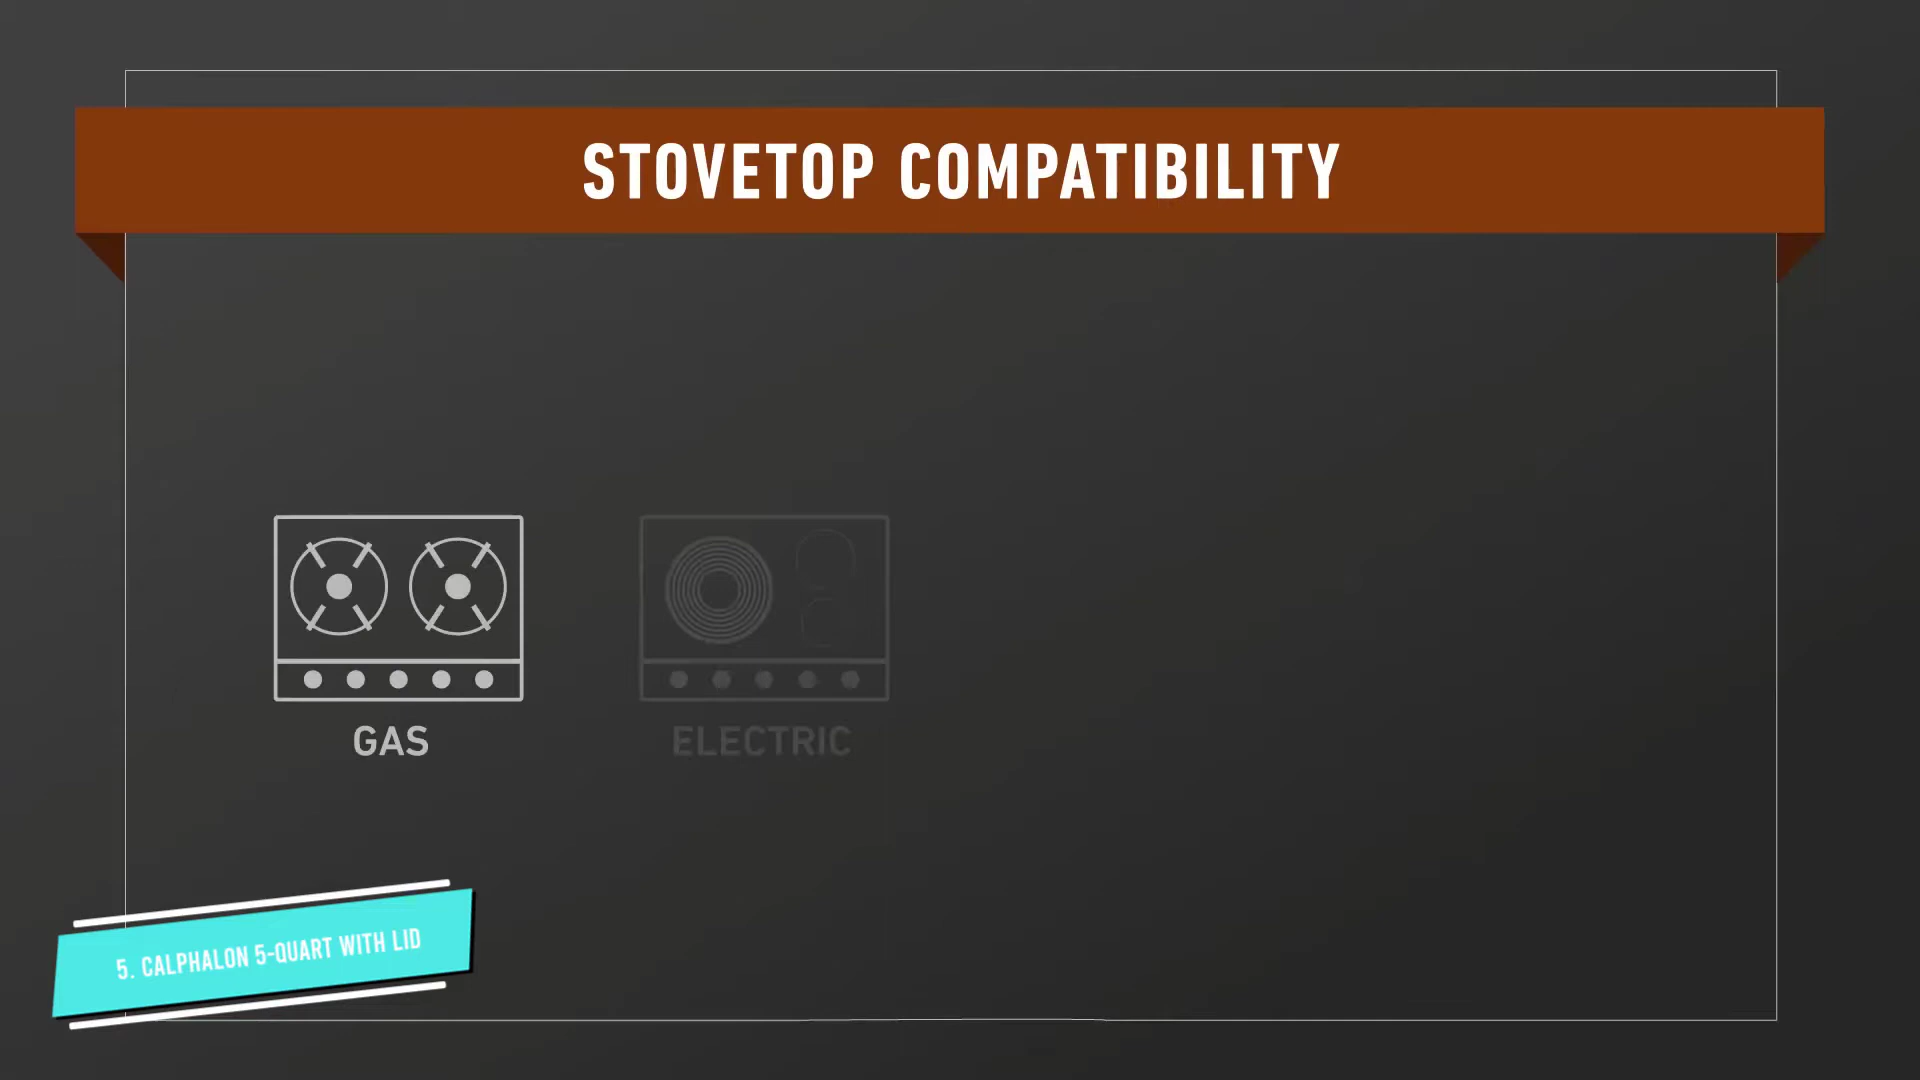 STOVETOP COMPATIBILITY
GAS
ELECTRIC
5. CALPHALON 5-QUART WITH LID